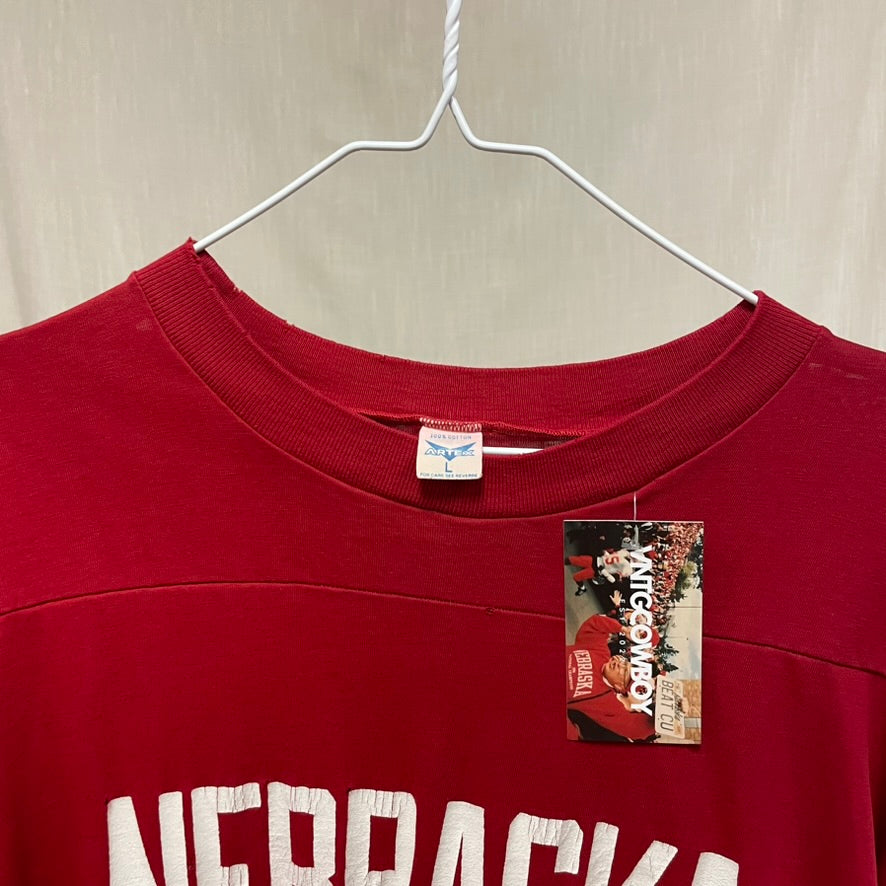 100% COTTON
ARTEX
L
FOR CARE SEE REVERSE
VNTGCOWBOY
NEBRASKA
BEAT CU
NEBRASKA